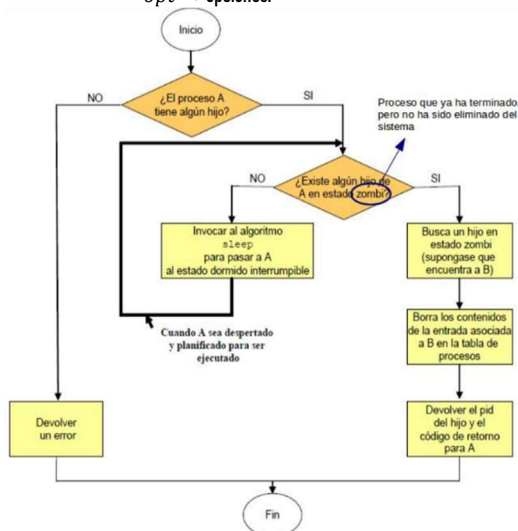 opciones.
Inicio
¿El proceso A
tiene algún hijo?
NO
SI
Proceso que ya ha terminado,
pero no ha sido eliminado del
sistema
¿Existe algún hijo de
A en estado zombi?
NO
SI
Invocar al algoritmo
sleep
para pasar a A
al estado dormido interrumpible
Busca un hijo en
estado zombi
(supongase que
encuentra a B)
Cuando A sea despertado
y planificado para ser
ejecutado
Borra los contenidos
de la entrada asociada
a B en la tabla de
procesos
Devolver
un error
Devolver el pid
del hijo y el
código de retorno
para A
Fin